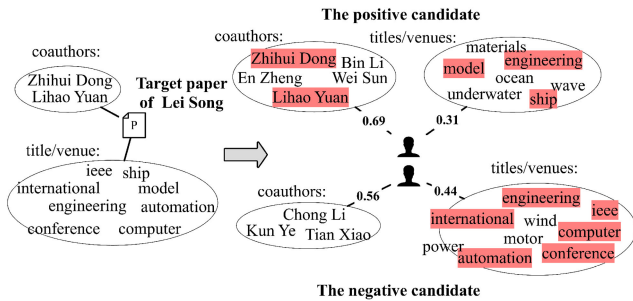 The positive candidate
coauthors:
Zhihui Dong
Lihao Yuan
Target paper
of Lei Song
P
title/venue:
ieee ship
international model
engineering automation
conference computer
coauthors:
Zhihui Dong
Bin Li
En Zheng Wei Sun
Lihao Yuan
0.69
titles/venues:
materials
engineering
model
ocean
wave
underwater
ship
0.31
coauthors:
Chong Li
Kun Ye Tian Xiao
0.56
0.44
titles/venues:
engineering
international
ieee
wind
computer
power
motor
automation
conference
The negative candidate